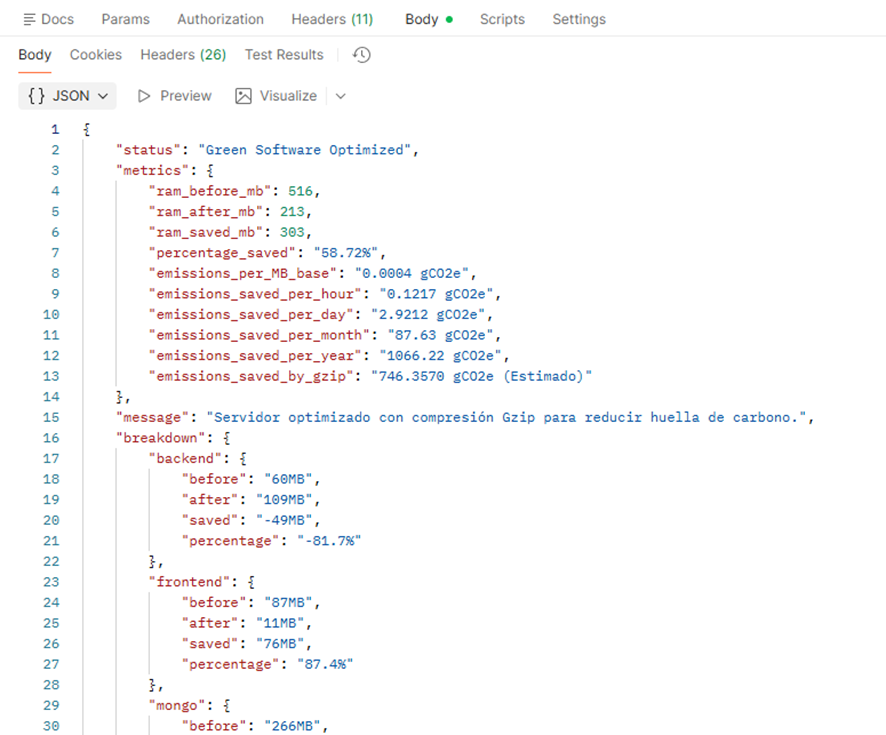 Docs Params Authorization Headers (11) Body Scripts Settings
Body Cookies Headers (26) Test Results
{} JSON Preview Visualize
1 {
2 "status": "Green Software Optimized",
3 "metrics": {
4 "ram_before_mb": 516,
5 "ram_after_mb": 213,
6 "ram_saved_mb": 303,
7 "percentage_saved": "58.72%",
8 "emissions_per_MB_base": "0.0004 gCO2e",
9 "emissions_saved_per_hour": "0.1217 gCO2e",
10 "emissions_saved_per_day": "2.9212 gCO2e",
11 "emissions_saved_per_month": "87.63 gCO2e",
12 "emissions_saved_per_year": "1066.22 gCO2e",
13 "emissions_saved_by_gzip": "746.3570 gCO2e (Estimado)"
14 },
15 "message": "Servidor optimizado con compresión Gzip para reducir huella de carbono.",
16 "breakdown": {
17 "backend": {
18 "before": "60MB",
19 "after": "109MB",
20 "saved": "-49MB",
21 "percentage": "-81.7%"
22 },
23 "frontend": {
24 "before": "87MB",
25 "after": "11MB",
26 "saved": "76MB",
27 "percentage": "87.4%"
28 },
29 "mongo": {
30 "before": "266MB",